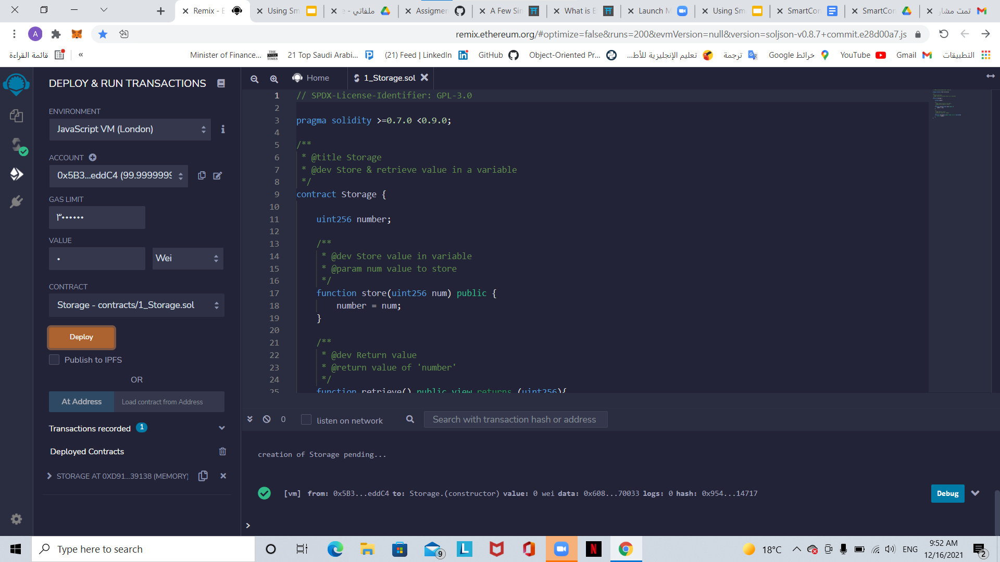 Remix - E
Using Sm
ملفاتي - e
Assigmen
A Few Sin
What is E
Launch M
Using Sm
SmartCon
SmartCon
تمت مشار
A
remix.ethereum.org/#optimize=false&runs=200&evmVersion=null&version=soljson-v0.8.7+commit.e28d00a7.js
قائمة القراءة
«
Minister of Finance...
21 Top Saudi Arabi...
(21) Feed | LinkedIn
GitHub
Object-Oriented Pr...
تعليم الإنجليزية للأط...
ترجمة
خرائط Google
YouTube
Gmail
التطبيقات
DEPLOY & RUN TRANSACTIONS
ENVIRONMENT
JavaScript VM (London)
ACCOUNT
0x5B3...eddC4 (99.9999999
GAS LIMIT
٣٠٠٠٠٠٠
VALUE
٠
Wei
CONTRACT
Storage - contracts/1_Storage.sol
Deploy
Publish to IPFS
OR
At Address
Load contract from Address
Transactions recorded 1
Deployed Contracts
STORAGE AT 0XD91...39138 (MEMORY)
Home
1_Storage.sol
1 // SPDX-License-Identifier: GPL-3.0
2
3 pragma solidity >=0.7.0 <0.9.0;
4
5 /**
6 * @title Storage
7 * @dev Store & retrieve value in a variable
8 */
9 contract Storage {
10
11 uint256 number;
12
13 /**
14 * @dev Store value in variable
15 * @param num value to store
16 */
17 function store(uint256 num) public {
18 number = num;
19 }
20
21 /**
22 * @dev Return value
23 * @return value of 'number'
24 */
25 function retrieve() public view returns (uint256){
0
listen on network
Search with transaction hash or address
creation of Storage pending...
[vm] from: 0x5B3...eddC4 to: Storage.(constructor) value: 0 wei data: 0x608...70033 logs: 0 hash: 0x954...14717
Debug
>
Type here to search
9
18°C
ENG
9:52 AM
12/16/2021
2